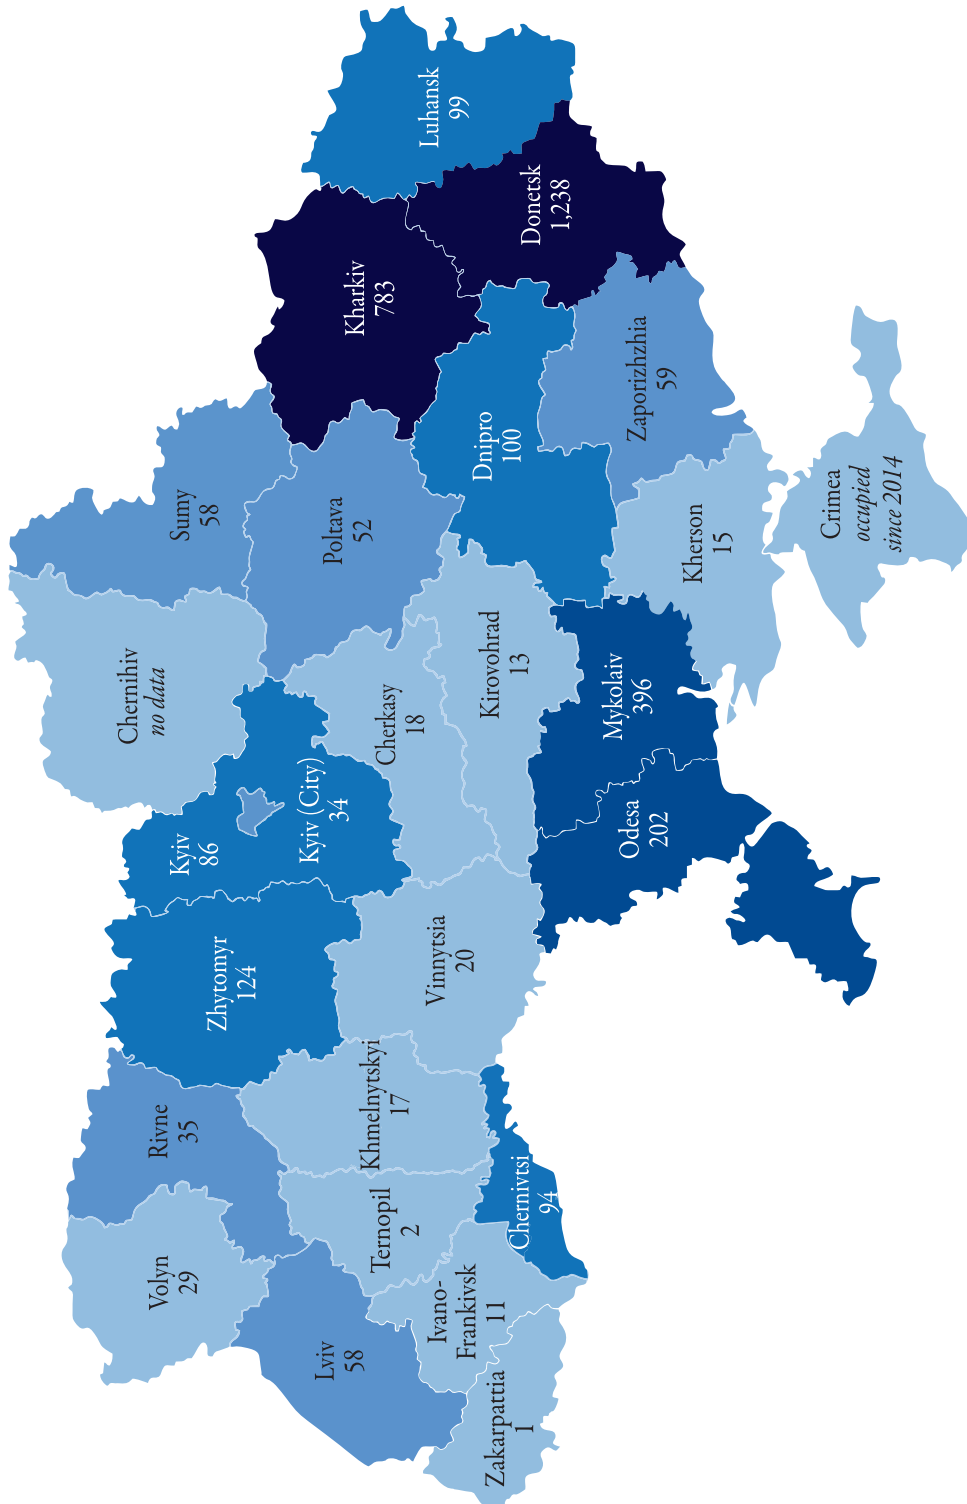 Volyn
29
Rivne
35
Zhytomyr
124
Kyiv
86
Kyiv (City)
34
Chernihiv
no data
Sumy
58
Kharkiv
783
Luhansk
99
Lviv
58
Ternopil
2
Khmelnytskyi
17
Vinnytsia
20
Cherkasy
18
Poltava
52
Dnipro
100
Donetsk
1,238
Zakarpattia
1
Ivano-
Frankivsk
11
Chernivtsi
94
Kirovohrad
13
Odesa
202
Mykolaiv
396
Kherson
15
Zaporizhzhia
59
Crimea
occupied
since 2014